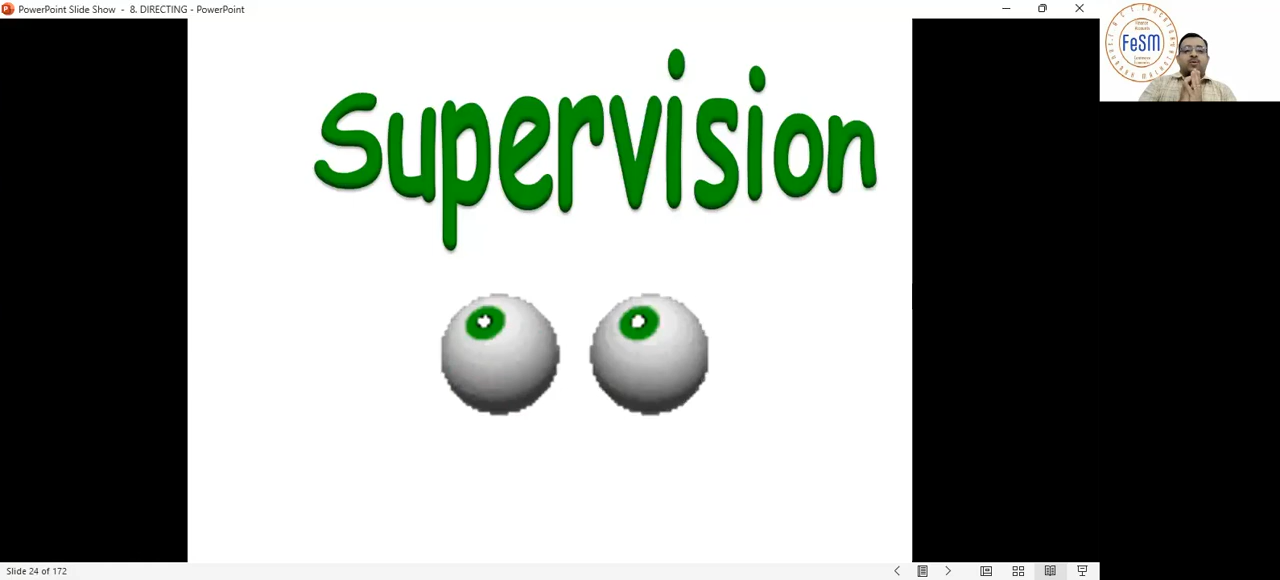 PowerPoint Slide Show - 8. DIRECTING - PowerPoint
FeSM
Supervision
Slide 24 of 172